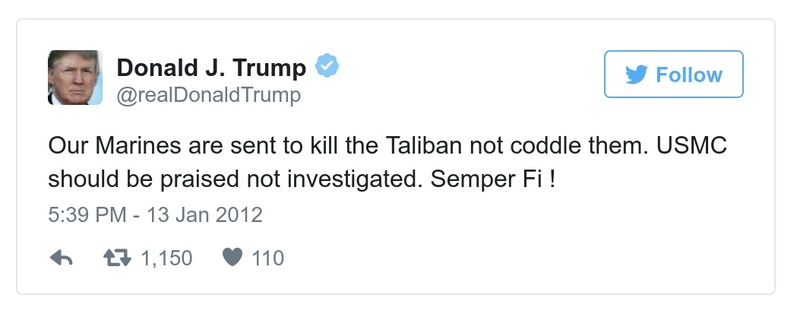 Donald J. Trump
@realDonaldTrump
Follow
Our Marines are sent to kill the Taliban not coddle them. USMC
should be praised not investigated. Semper Fi !
5:39 PM - 13 Jan 2012
1,150 110